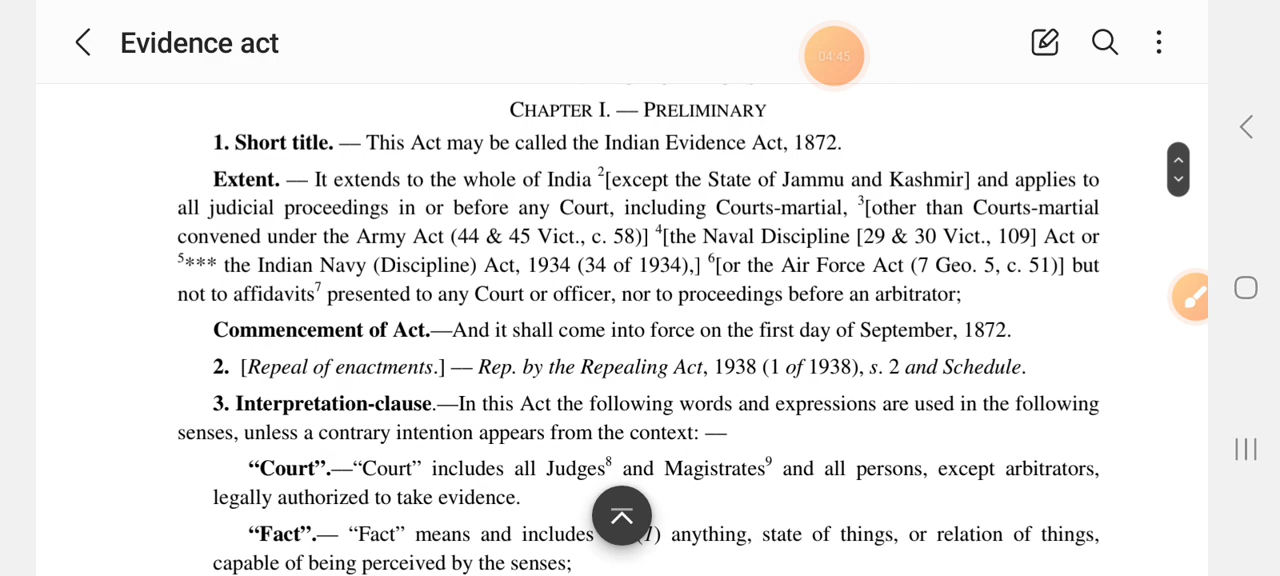 Evidence act
04:45
CHAPTER I. — PRELIMINARY
1. Short title. — This Act may be called the Indian Evidence Act, 1872.
Extent. — It extends to the whole of India 2[except the State of Jammu and Kashmir] and applies to
all judicial proceedings in or before any Court, including Courts-martial, 3[other than Courts-martial
convened under the Army Act (44 & 45 Vict., c. 58)] 4[the Naval Discipline [29 & 30 Vict., 109] Act or
5*** the Indian Navy (Discipline) Act, 1934 (34 of 1934),] 6[or the Air Force Act (7 Geo. 5, c. 51)] but
not to affidavits7 presented to any Court or officer, nor to proceedings before an arbitrator;
Commencement of Act.—And it shall come into force on the first day of September, 1872.
2. [Repeal of enactments.] — Rep. by the Repealing Act, 1938 (1 of 1938), s. 2 and Schedule.
3. Interpretation-clause.—In this Act the following words and expressions are used in the following
senses, unless a contrary intention appears from the context: —
“Court”.—“Court” includes all Judges8 and Magistrates9 and all persons, except arbitrators,
legally authorized to take evidence.
“Fact”.— “Fact” means and includes ) anything, state of things, or relation of things,
capable of being perceived by the senses;